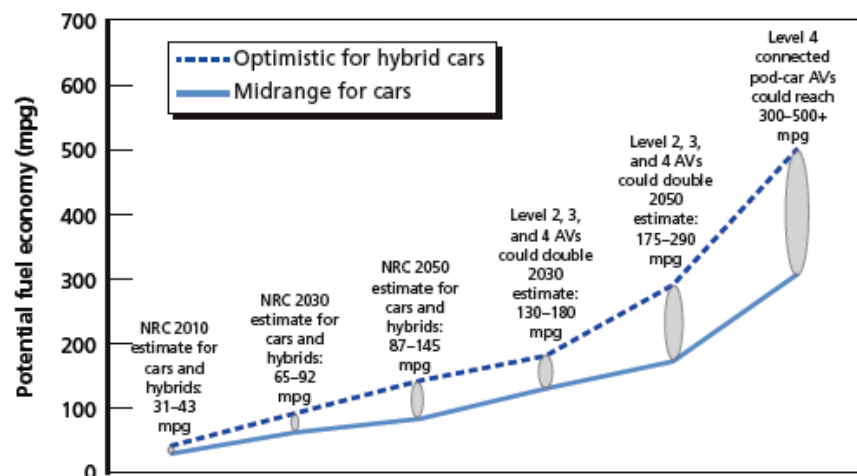 Potential fuel economy (mpg)
700
600
500
400
300
200
100
0
Optimistic for hybrid cars
Midrange for cars
NRC 2010
estimate for
cars and
hybrids:
31–43
mpg
NRC 2030
estimate for
cars and
hybrids:
65–92
mpg
NRC 2050
estimate for
cars and
hybrids:
87–145
mpg
Level 2, 3,
and 4 AVs
could double
2030
estimate:
130–180
mpg
Level 2, 3,
and 4 AVs
could double
2050
estimate:
175–290
mpg
Level 4
connected
pod-car AVs
could reach
300–500+
mpg